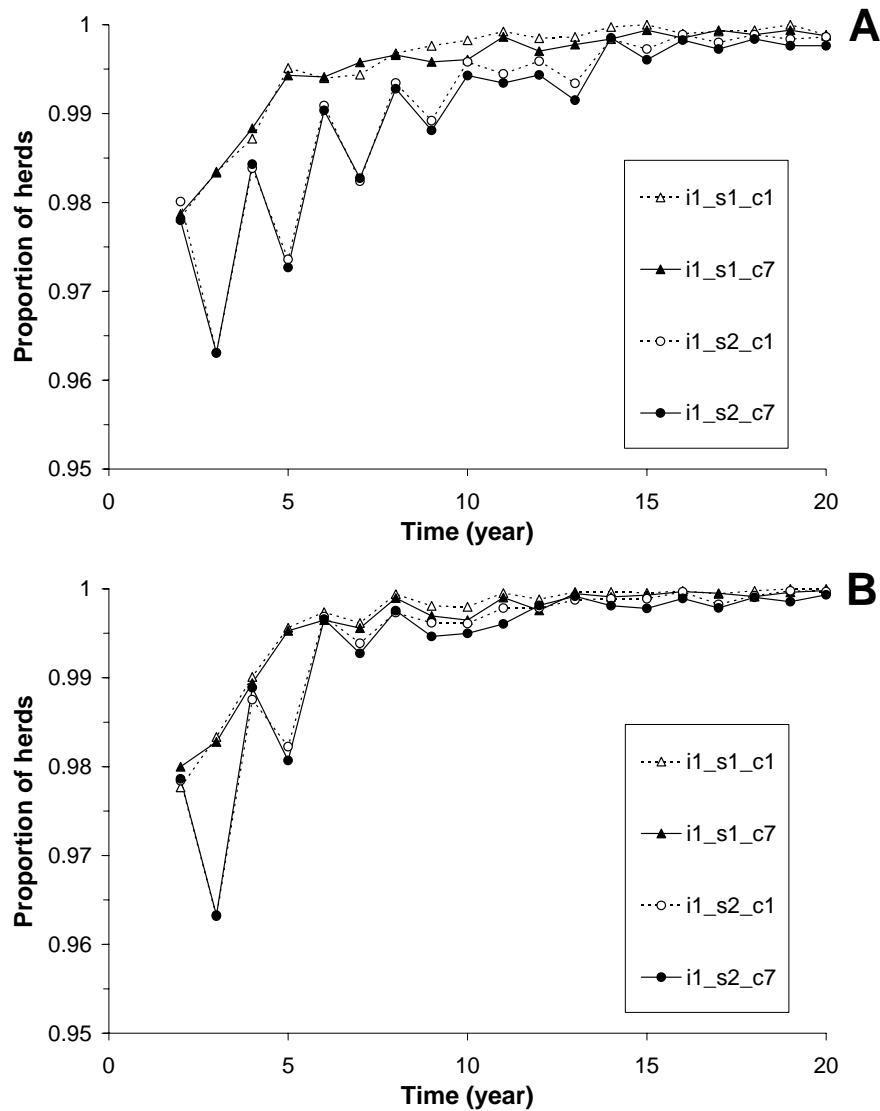 A
1
0.99
0.98
0.97
0.96
0.95
Proportion of herds
0
5
10
15
20
Time (year)
i1_s1_c1
i1_s1_c7
i1_s2_c1
i1_s2_c7
B
1
0.99
0.98
0.97
0.96
0.95
Proportion of herds
0
5
10
15
20
Time (year)
i1_s1_c1
i1_s1_c7
i1_s2_c1
i1_s2_c7